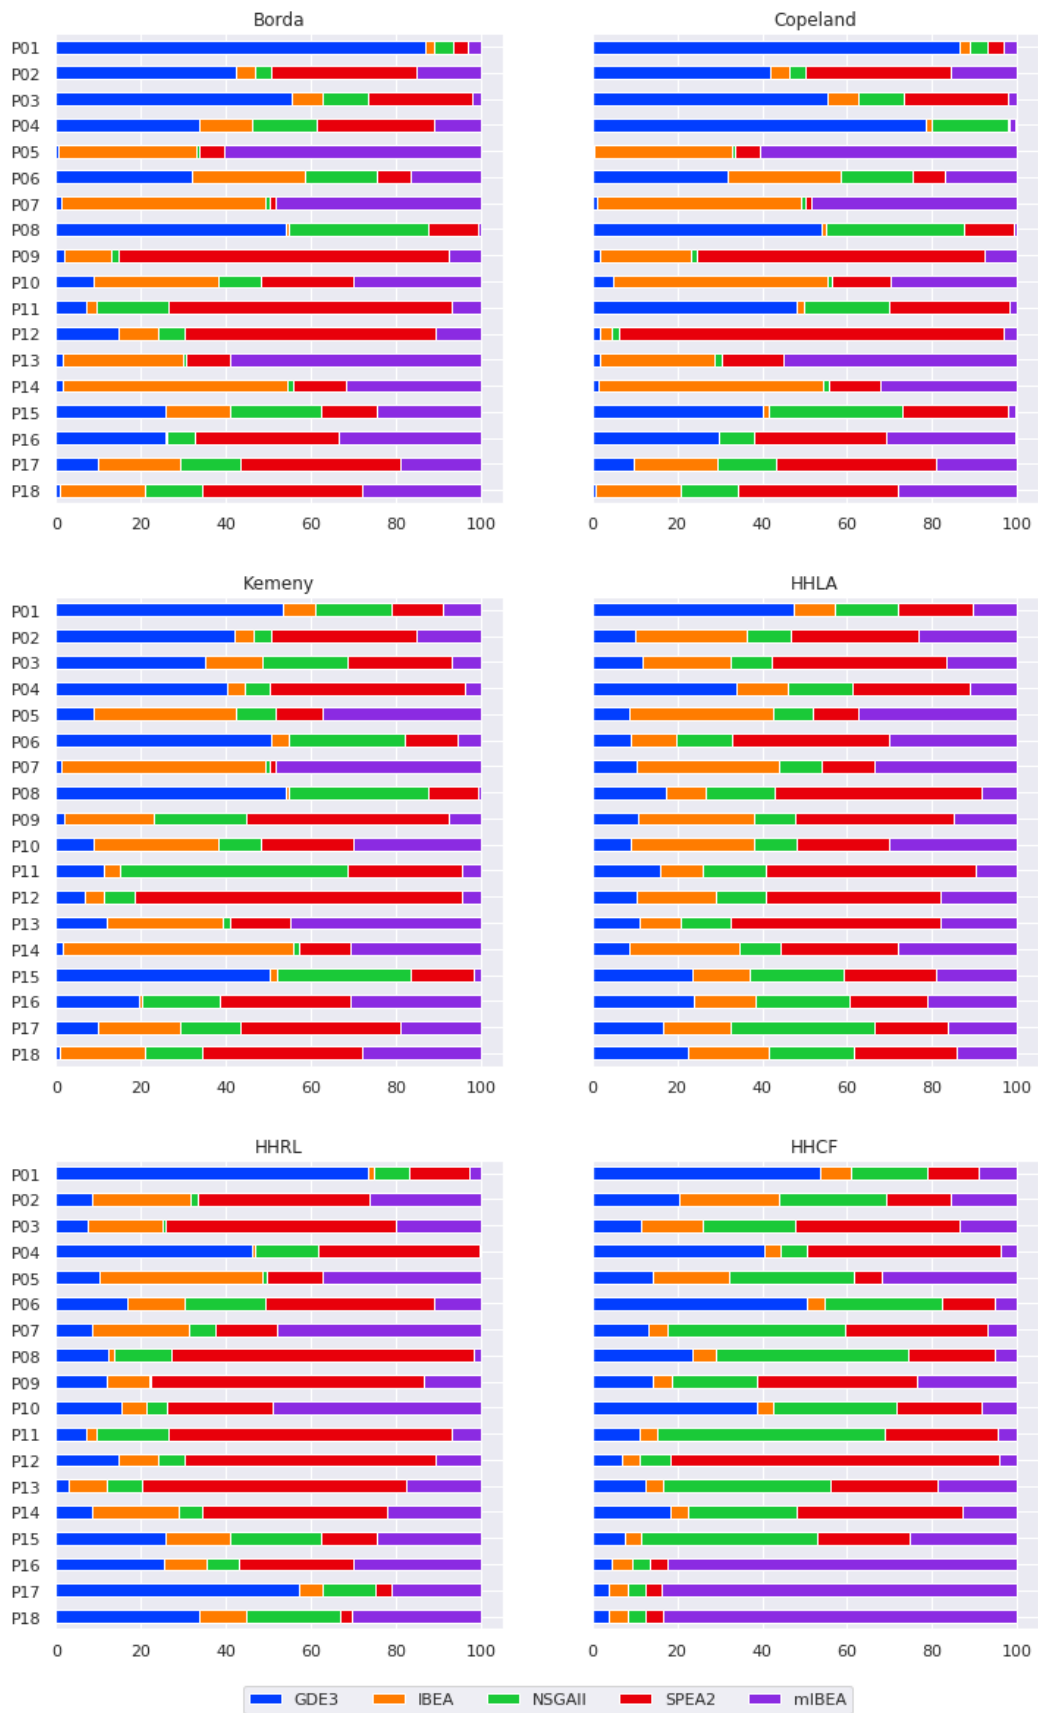 Borda Copeland
P01
P02
P03
P04
P05
P06
P07
P08
P09
P10
P11
P12
P13
P14
P15
P16
P17
P18
0 20 40 60 80 100 0 20 40 60 80 100
Kemeny HHLA
P01
P02
P03
P04
P05
P06
P07
P08
P09
P10
P11
P12
P13
P14
P15
P16
P17
P18
0 20 40 60 80 100 0 20 40 60 80 100
HHRL HHCF
P01
P02
P03
P04
P05
P06
P07
P08
P09
P10
P11
P12
P13
P14
P15
P16
P17
P18
0 20 40 60 80 100 0 20 40 60 80 100
GDE3 IBEA NSGAII SPEA2 mIBEA